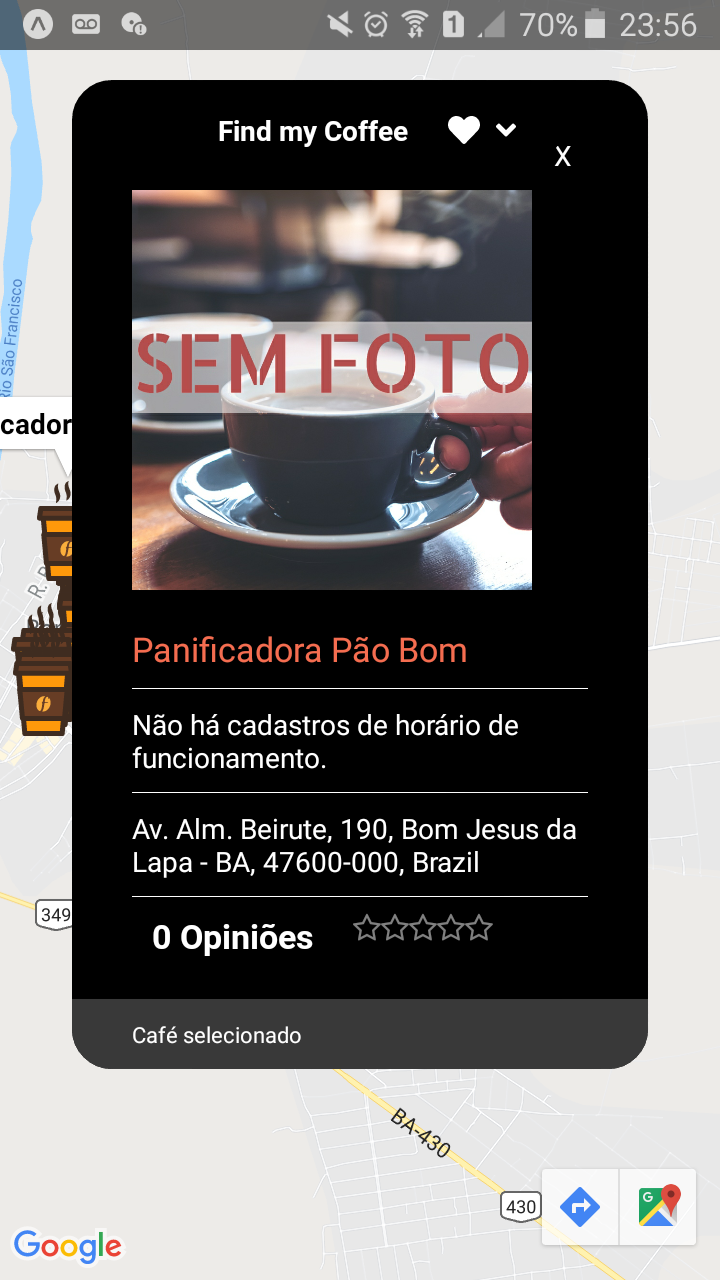 70% 23:56
Find my Coffee
X
SEM FOTO
Rio São Francisco
cador
Panificadora Pão Bom
Não há cadastros de horário de
funcionamento.
Av. Alm. Beirute, 190, Bom Jesus da
Lapa - BA, 47600-000, Brazil
349
0 Opiniões
Café selecionado
BA-430
430
Google